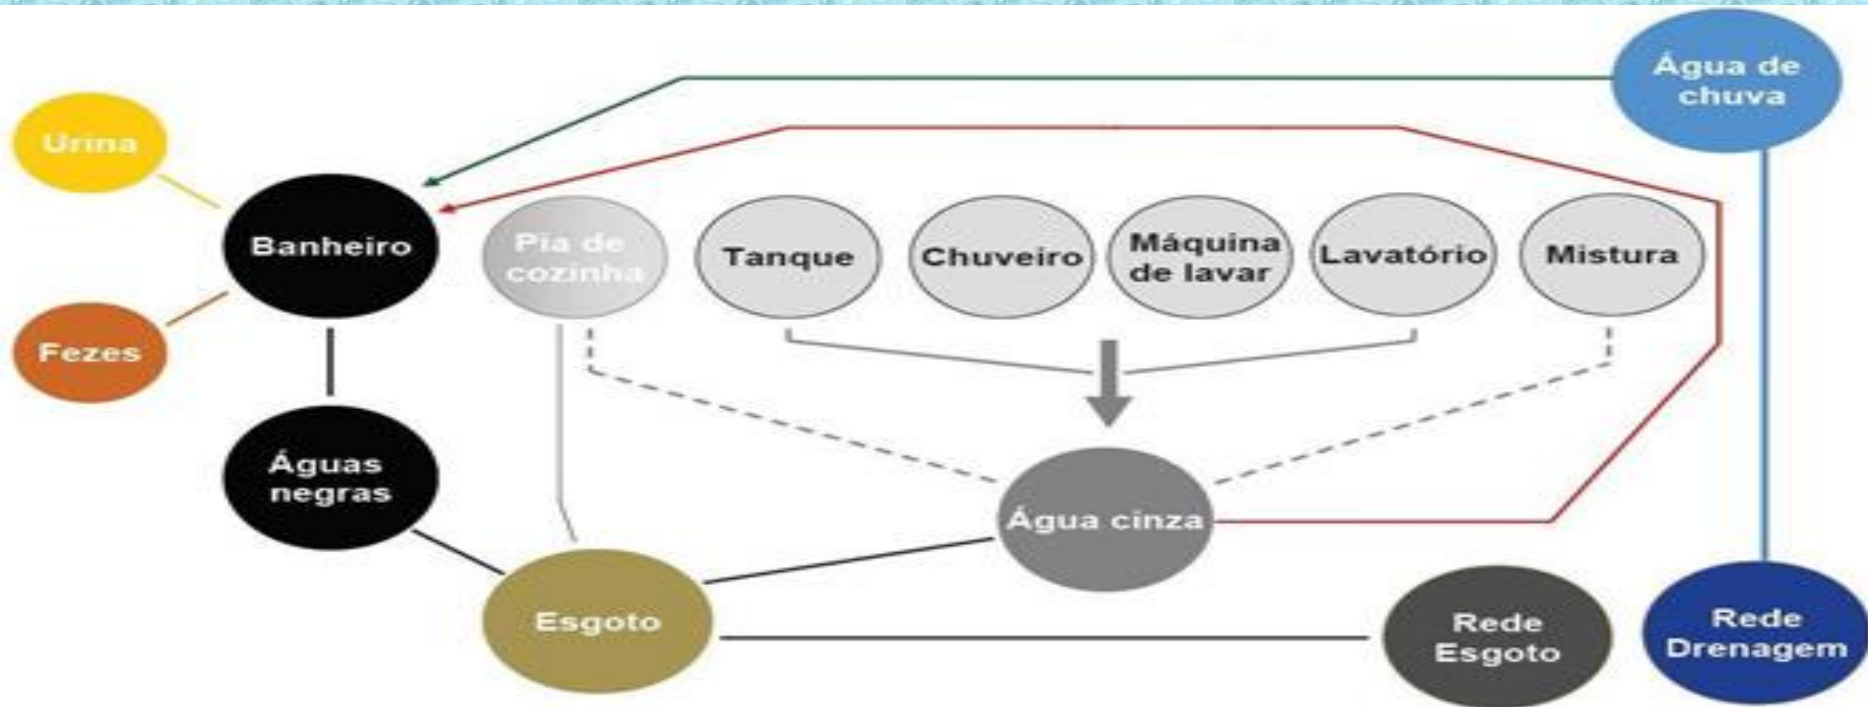 Água de
chuva
Urina
Banheiro
Pia de
cozinha
Tanque
Chuveiro
Máquina
de lavar
Lavatório
Mistura
Fezes
Águas
negras
Água cinza
Esgoto
Rede
Esgoto
Rede
Drenagem